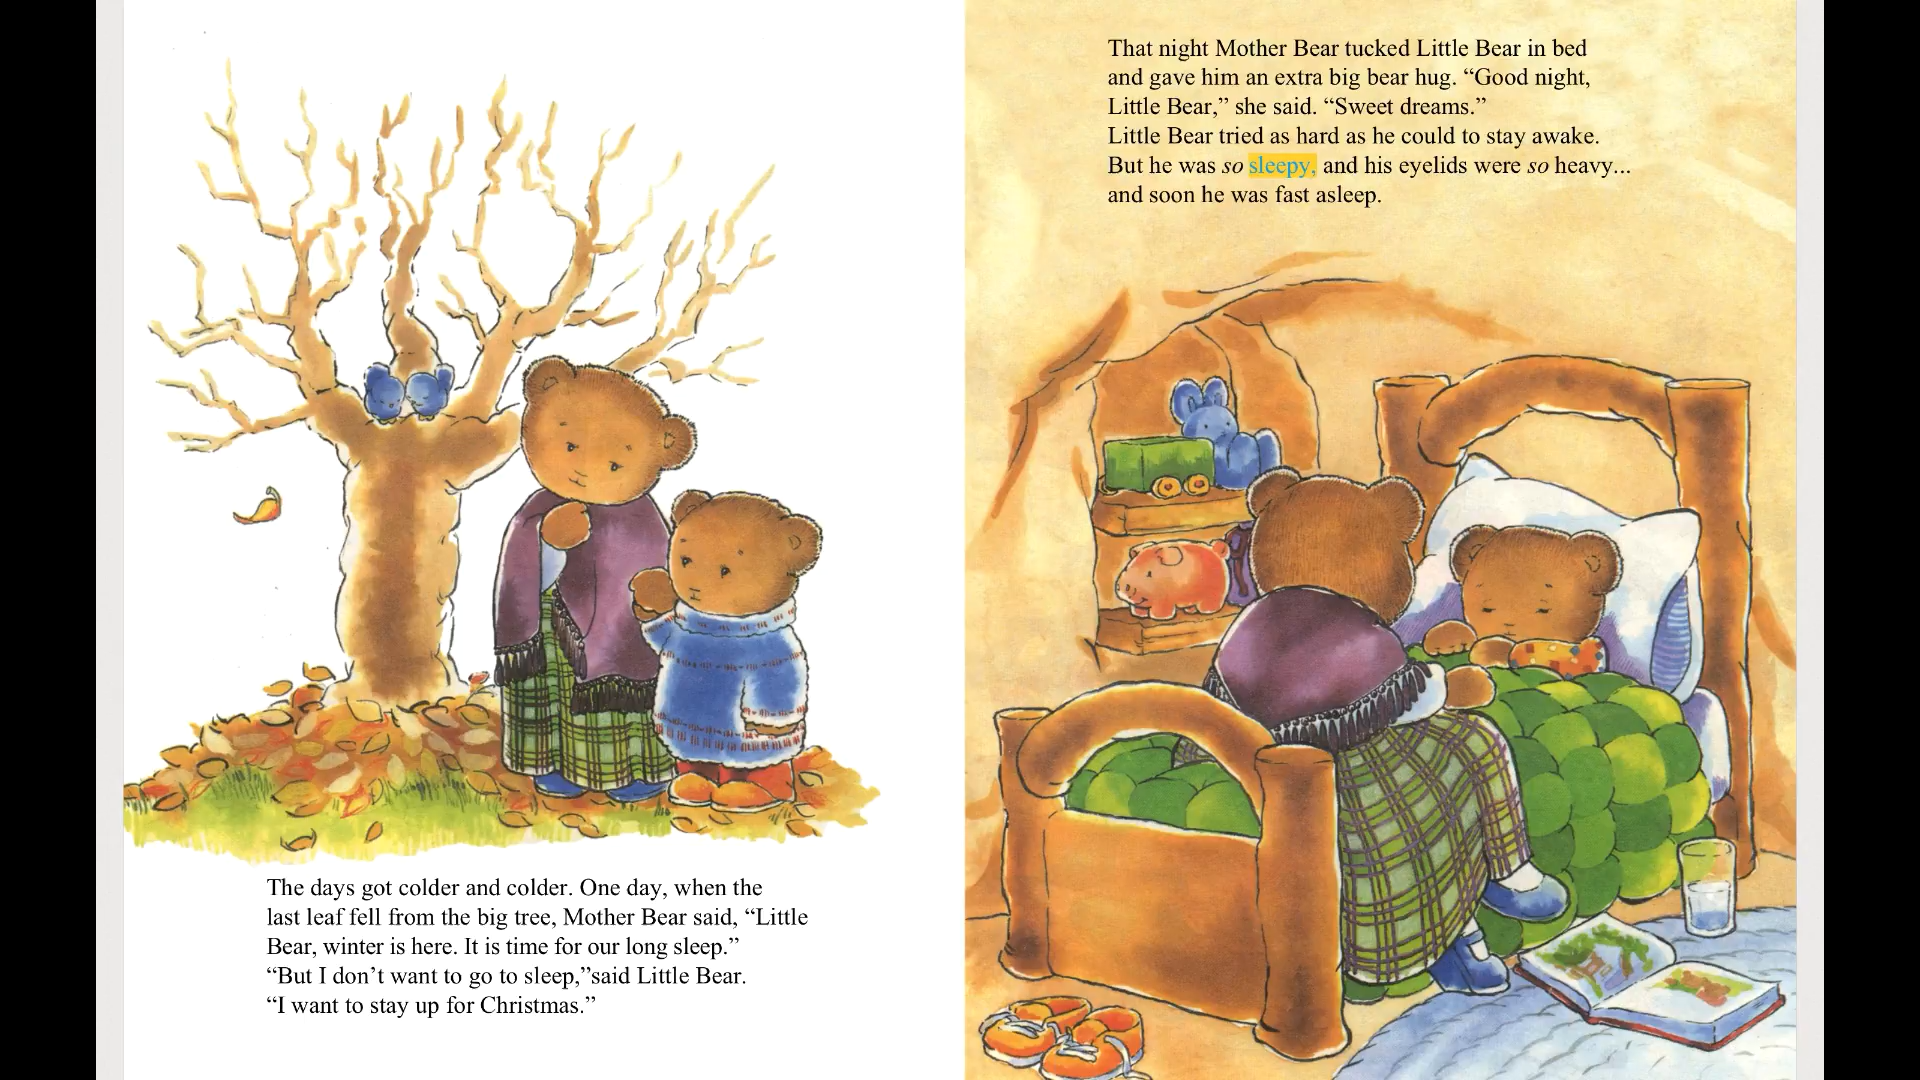 The days got colder and colder. One day, when the
last leaf fell from the big tree, Mother Bear said, “Little
Bear, winter is here. It is time for our long sleep.”
“But I don’t want to go to sleep,”said Little Bear.
“I want to stay up for Christmas.”
That night Mother Bear tucked Little Bear in bed
and gave him an extra big bear hug. “Good night,
Little Bear,” she said. “Sweet dreams.”
Little Bear tried as hard as he could to stay awake.
But he was so sleepy, and his eyelids were so heavy...
and soon he was fast asleep.